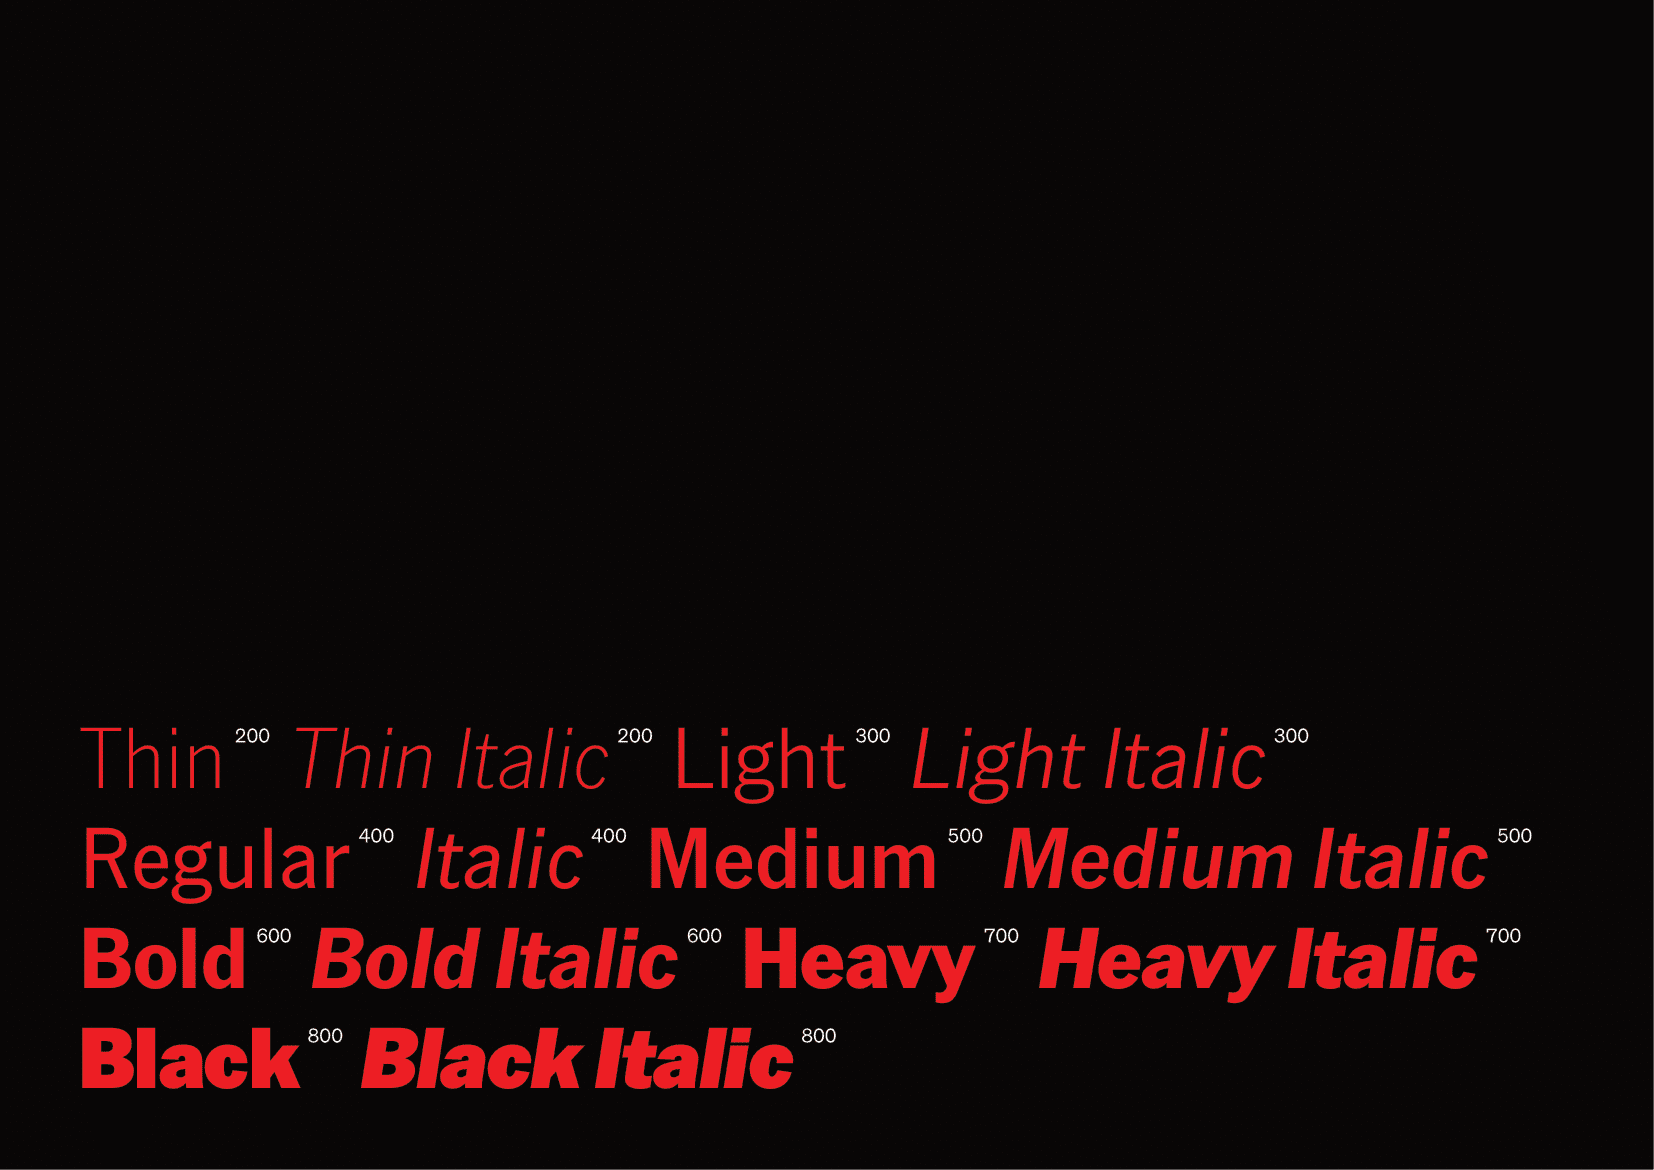 Thin 200 Thin Italic 200 Light 300 Light Italic 300
Regular 400 Italic 400 Medium 500 Medium Italic 500
Bold 600 Bold Italic 600 Heavy 700 Heavy Italic 700
Black 800 Black Italic 800